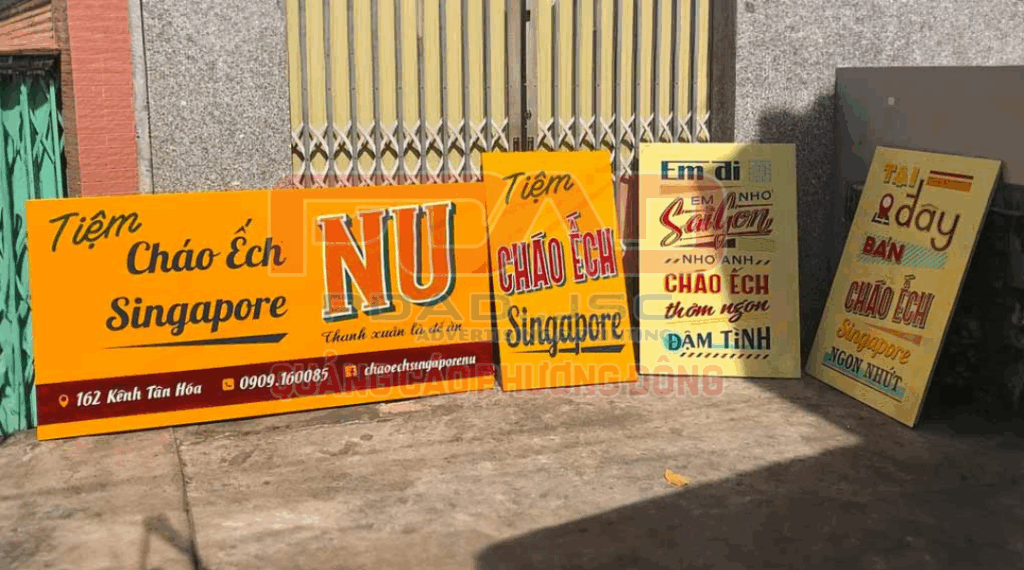 Tiệm
Cháo Ếch
Singapore
NU
Thanh xuân là để ăn
162 Kênh Tân Hóa
0909.160085
chaoechsingaporenu
Tiệm
CHÁO ẾCH
Singapore
Em đi
EM NHỚ
SaiGon
NHỚ ANH
CHÁO ẾCH
thơm ngon
ĐẬM TÌNH
TẠI
đây
BÁN
CHÁO ẾCH
Singapore
NGON NHỨT
QUẢNG CÁO PHƯƠNG ĐÔNG